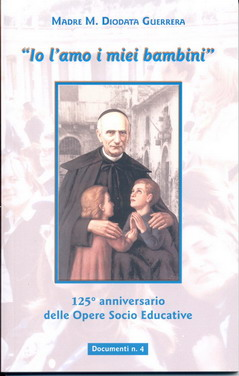 Madre M. Diodata Guerrera
“Io l'amo i miei bambini”
125° anniversario
delle Opere Socio Educative
Documenti n. 4